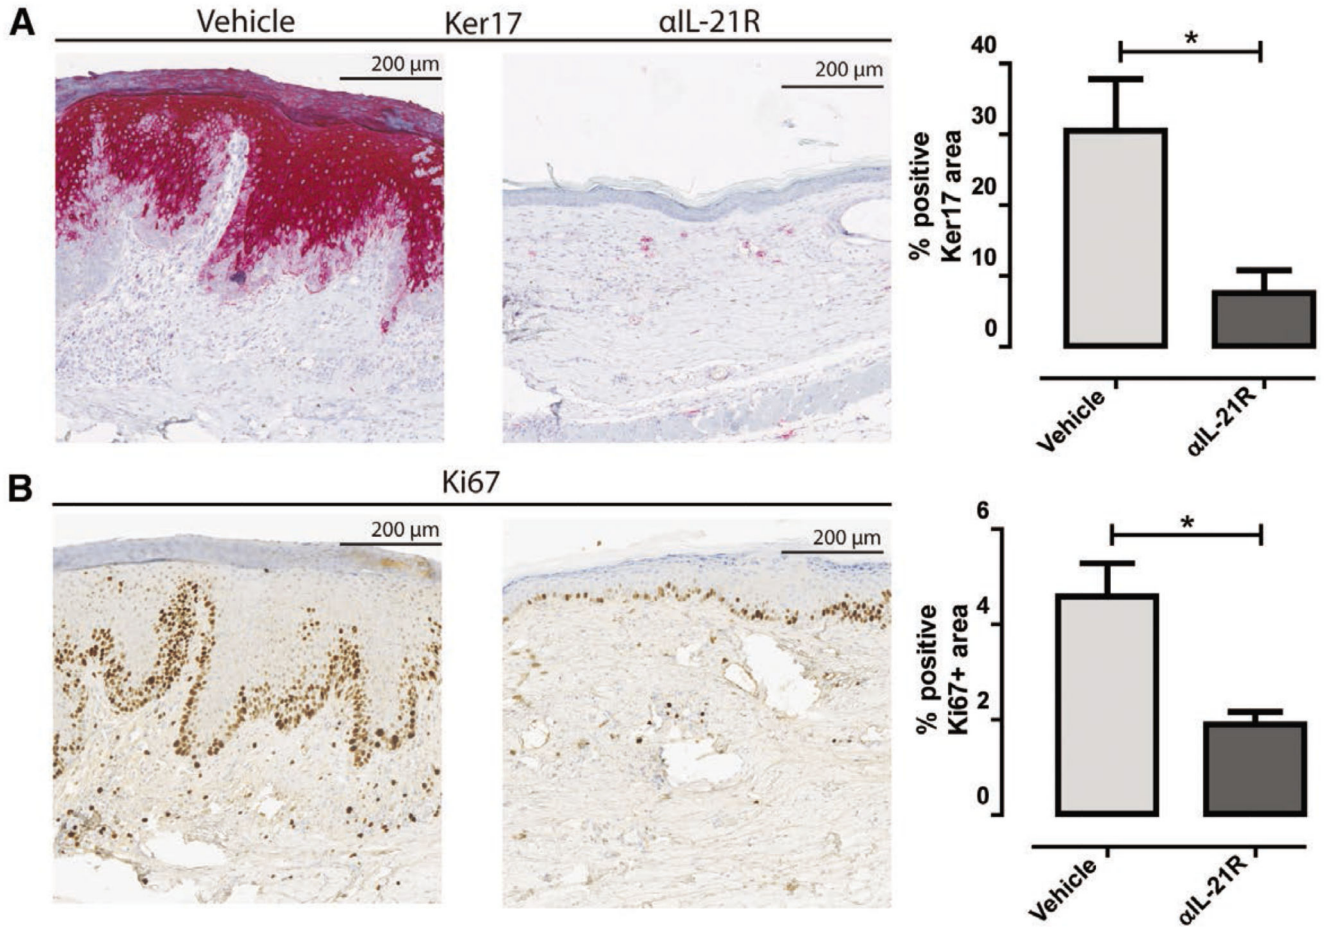 A
Vehicle Ker17 αIL-21R
200 µm
200 µm
% positive
Ker17 area
40
30
20
10
0
*
Vehicle
αIL-21R
B
Ki67
200 µm
200 µm
% positive
Ki67+ area
6
4
2
0
*
Vehicle
αIL-21R